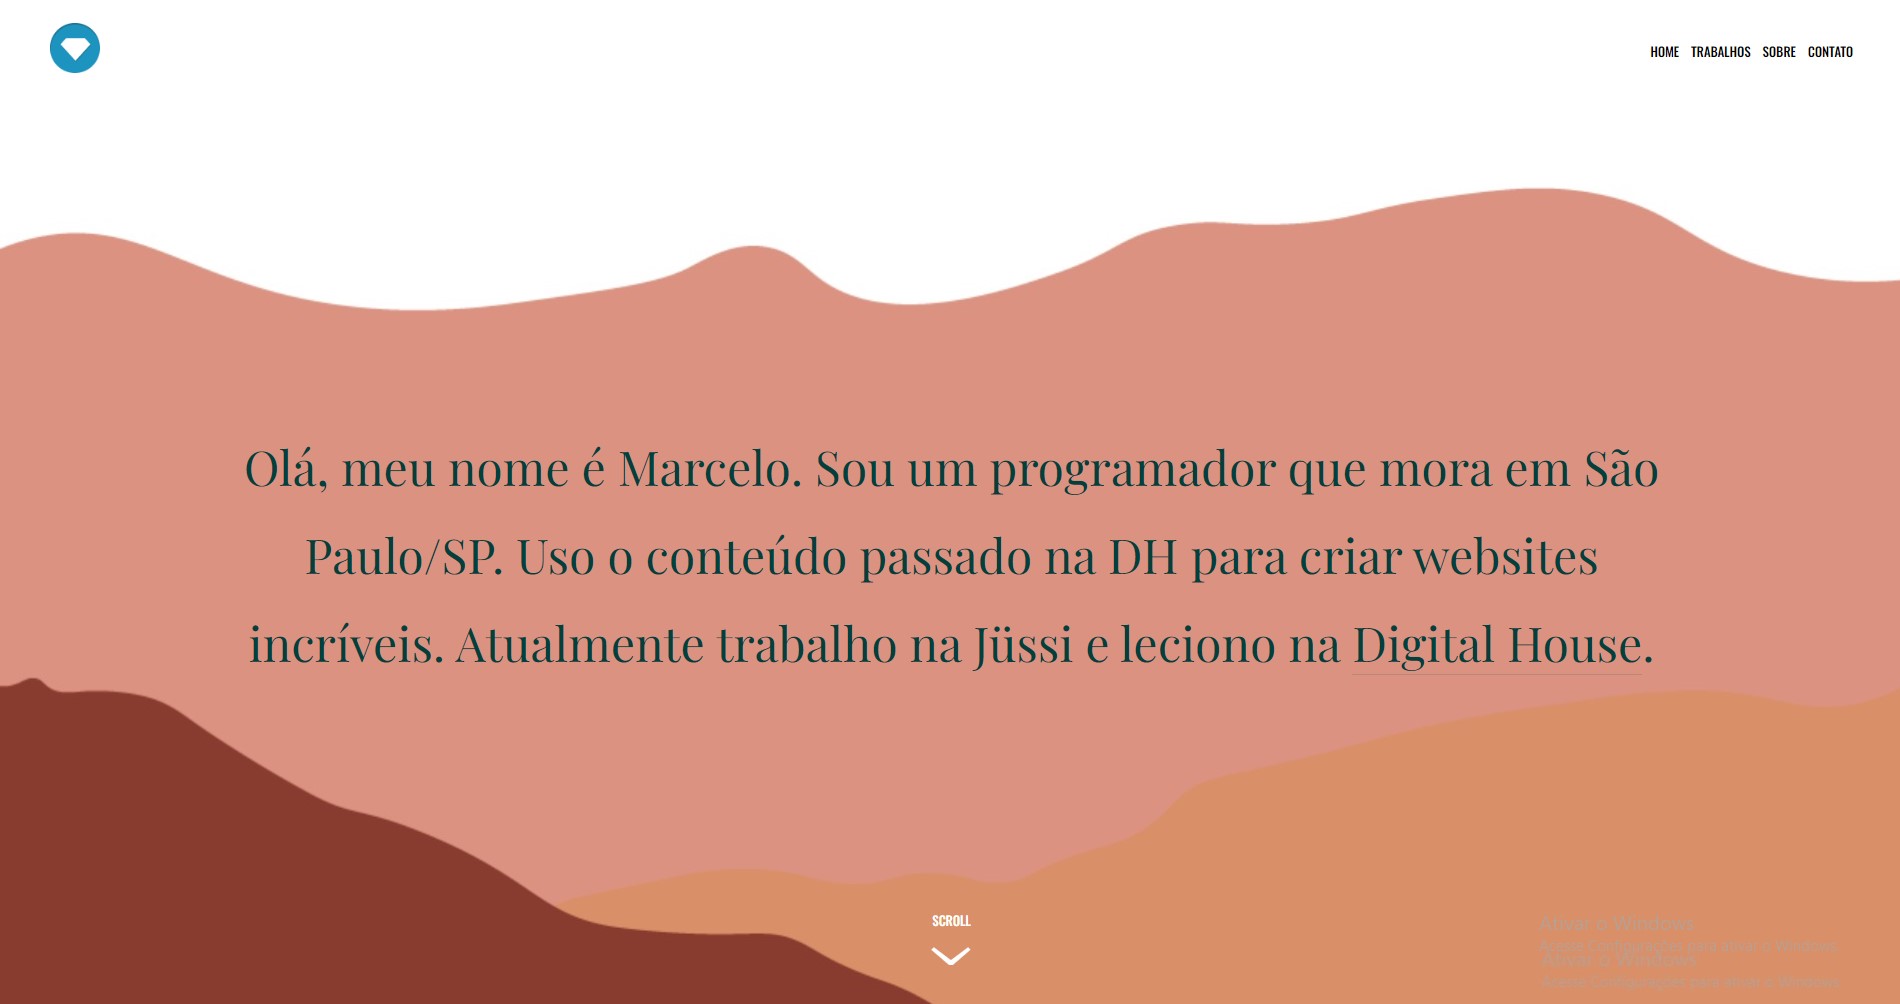 HOME TRABALHOS SOBRE CONTATO
Olá, meu nome é Marcelo. Sou um programador que mora em São
Paulo/SP. Uso o conteúdo passado na DH para criar websites
incríveis. Atualmente trabalho na Jüssi e leciono na Digital House.
SCROLL
Ativar o Windows
Acesse Configurações para ativar o Windows.
Ativar o Windows
Acesse Configurações para ativar o Windows.